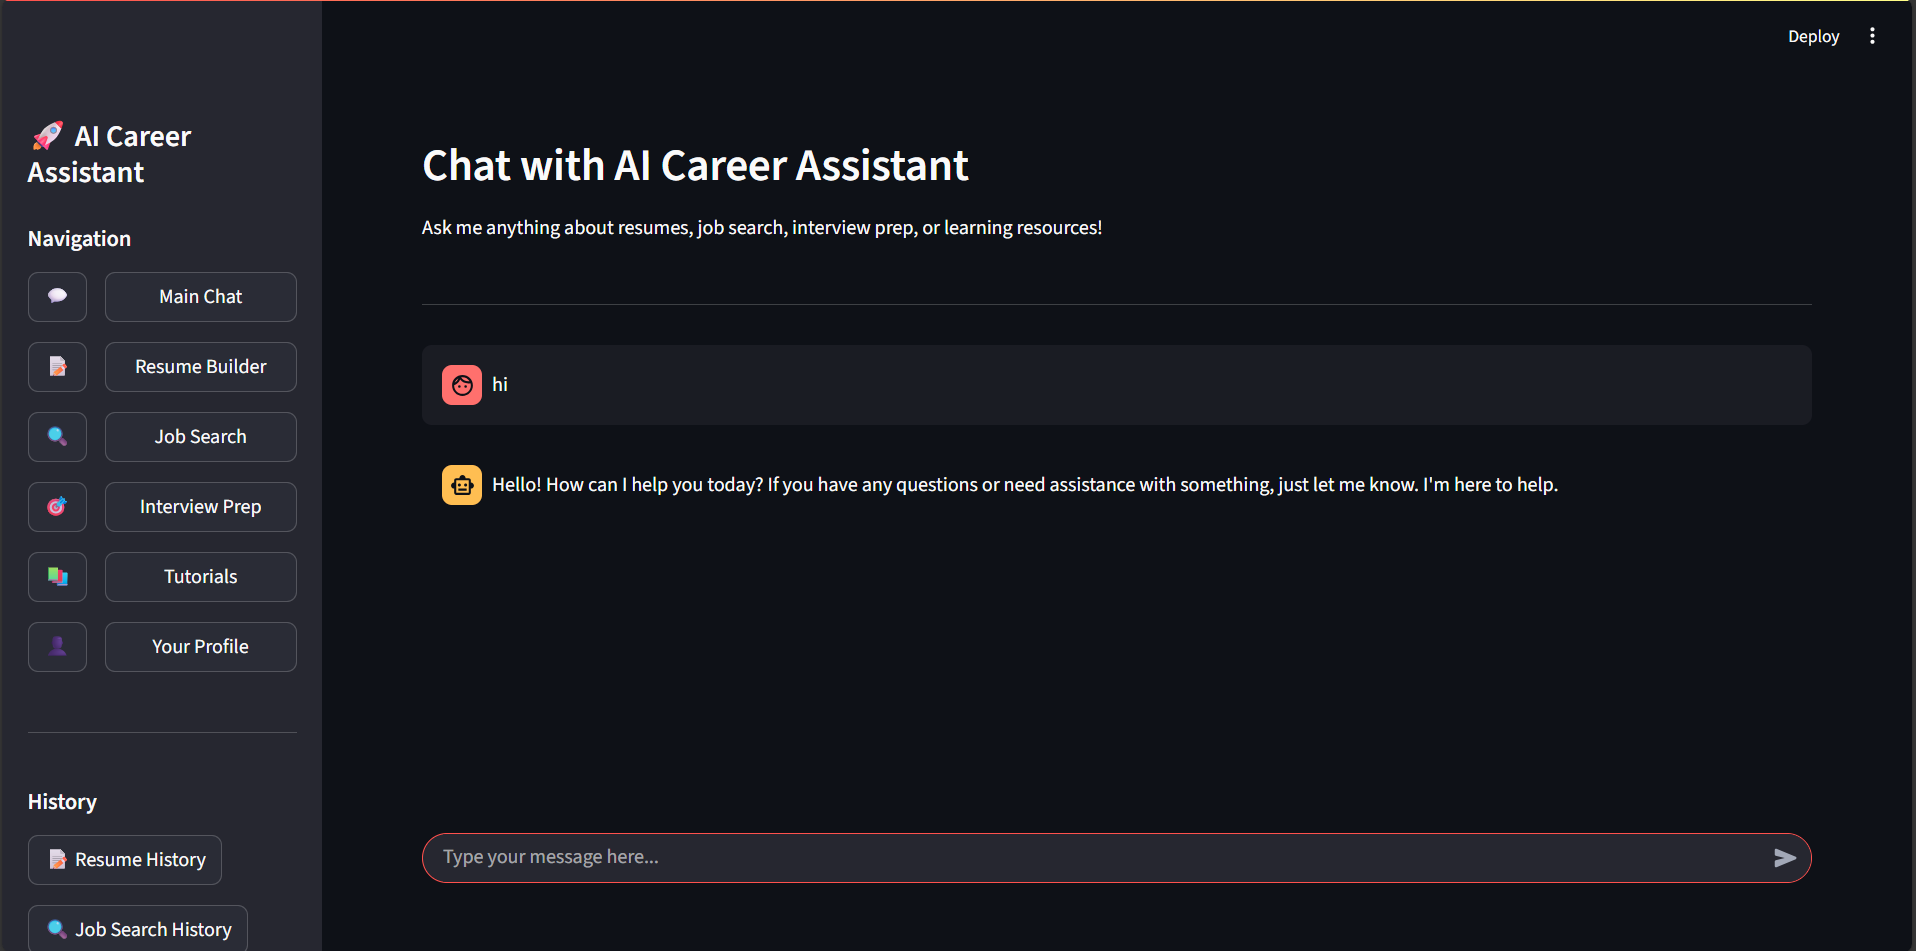 Deploy
🚀 AI Career
Assistant
Navigation
💬 Main Chat
📝 Resume Builder
🔍 Job Search
🎯 Interview Prep
📚 Tutorials
👤 Your Profile
History
📝 Resume History
🔍 Job Search History
Chat with AI Career Assistant
Ask me anything about resumes, job search, interview prep, or learning resources!
hi
Hello! How can I help you today? If you have any questions or need assistance with something, just let me know. I'm here to help.
Type your message here...